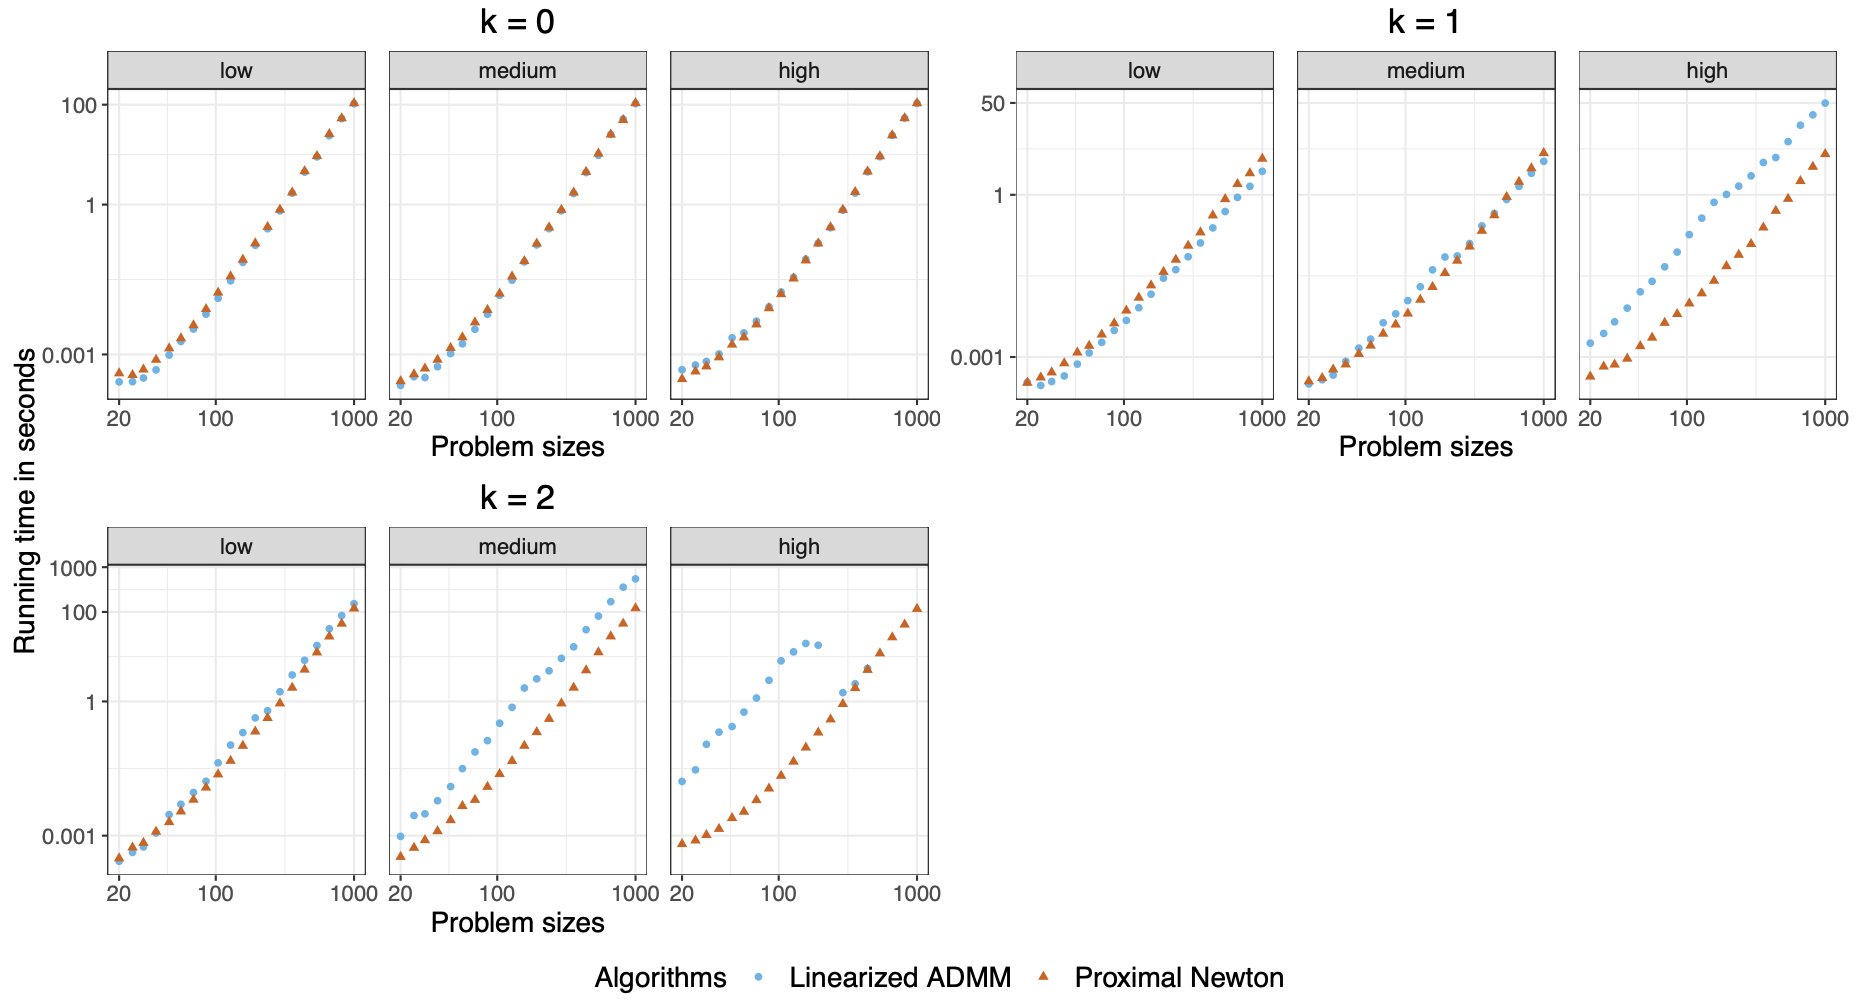 k = 0
k = 1
low medium high
low medium high
100
1
0.001
50
1
0.001
20 100 1000 20 100 1000 20 100 1000
20 100 1000 20 100 1000 20 100 1000
Problem sizes
Problem sizes
Running time in seconds
k = 2
low medium high
1000
100
1
0.001
20 100 1000 20 100 1000 20 100 1000
Problem sizes
Algorithms Linearized ADMM Proximal Newton